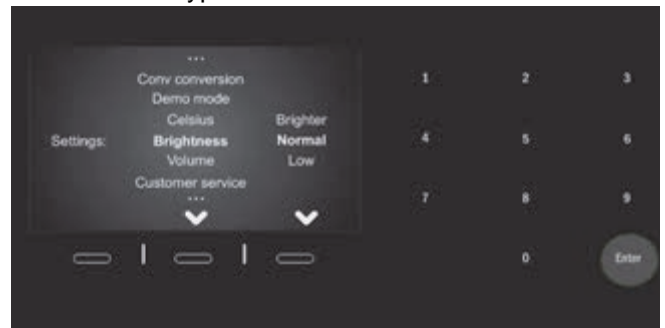 ...
Conv conversion
Demo mode
Celsius Brighter
Settings: Brightness Normal
Volume Low
Customer service
...
1 2 3
4 5 6
7 8 9
0 Enter